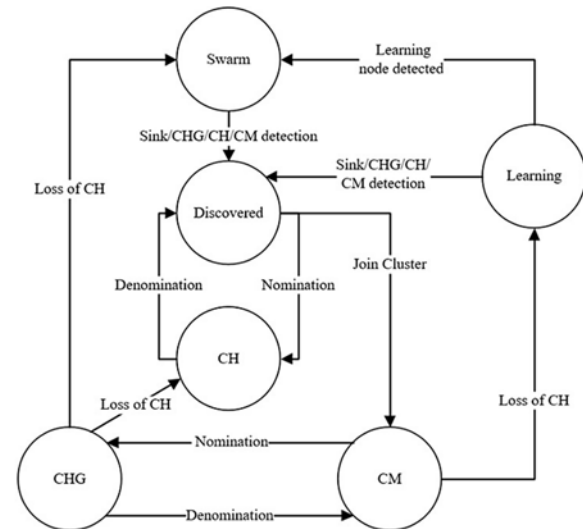 Swarm
Learning
node detected
Sink/CHG/CH/CM detection
Sink/CHG/CH/
CM detection
Learning
Loss of CH
Discovered
Join Cluster
Denomination
Nomination
CH
Loss of CH
Loss of CH
Nomination
CHG
CM
Denomination